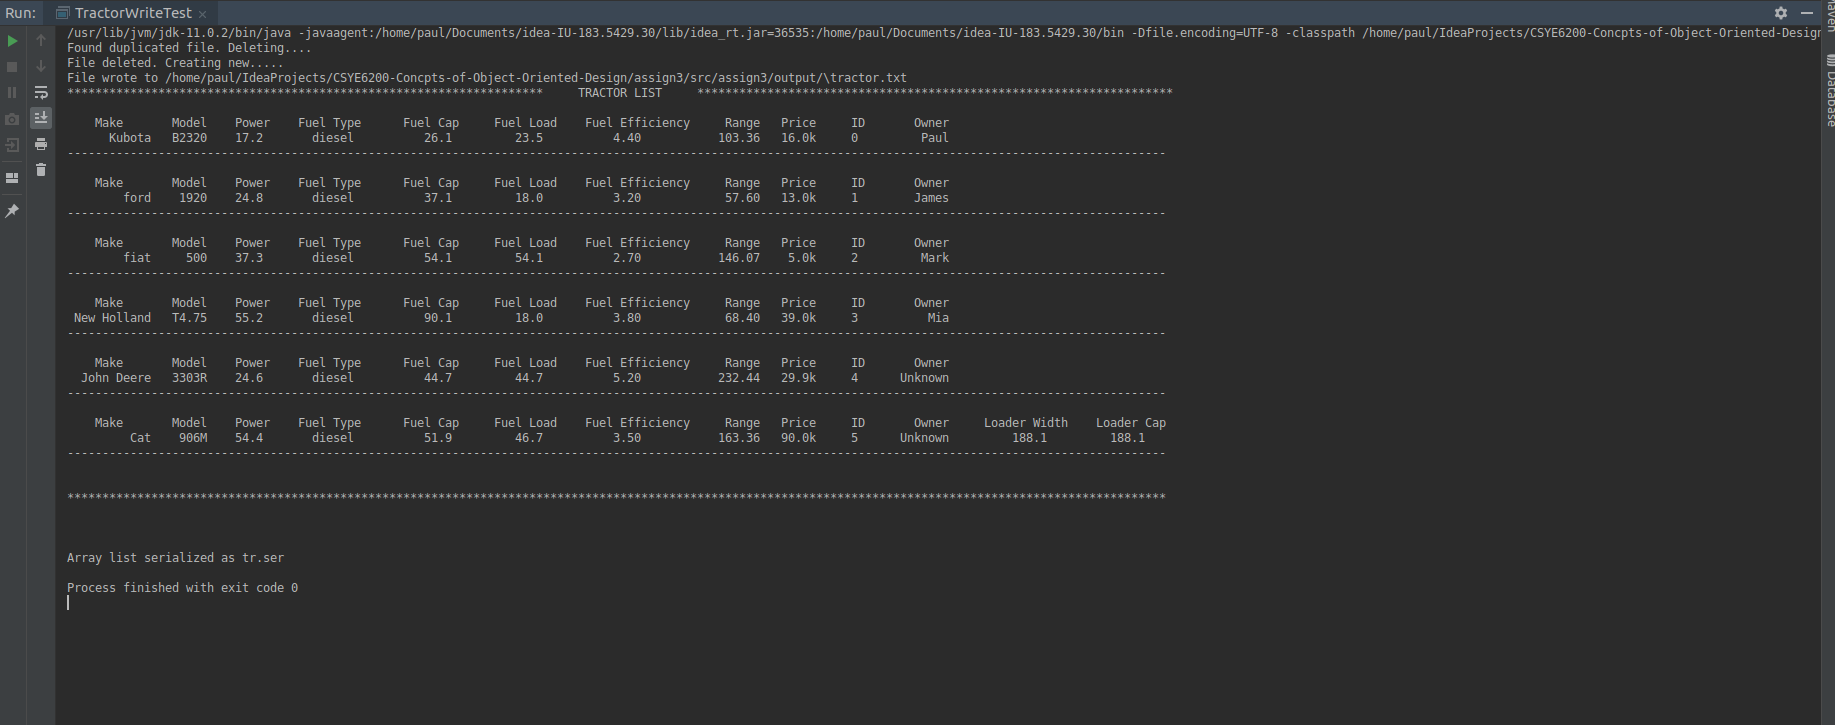 Run: TractorWriteTest
/usr/lib/jvm/jdk-11.0.2/bin/java -javaagent:/home/paul/Documents/idea-IU-183.5429.30/lib/idea_rt.jar=36535:/home/paul/Documents/idea-IU-183.5429.30/bin -Dfile.encoding=UTF-8 -classpath /home/paul/IdeaProjects/CSYE6200-Concpts-of-Object-Oriented-Desig
Found duplicated file. Deleting....
File deleted. Creating new.....
File wrote to /home/paul/IdeaProjects/CSYE6200-Concpts-of-Object-Oriented-Design/assign3/src/assign3/output/\tractor.txt
******************************************************************** TRACTOR LIST ********************************************************************
Make Model Power Fuel Type Fuel Cap Fuel Load Fuel Efficiency Range Price ID Owner
Kubota B2320 17.2 diesel 26.1 23.5 4.40 103.36 16.0k 0 Paul
-------------------------------------------------------------------------------------------------------------------------------------------------------------
Make Model Power Fuel Type Fuel Cap Fuel Load Fuel Efficiency Range Price ID Owner
ford 1920 24.8 diesel 37.1 18.0 3.20 57.60 13.0k 1 James
-------------------------------------------------------------------------------------------------------------------------------------------------------------
Make Model Power Fuel Type Fuel Cap Fuel Load Fuel Efficiency Range Price ID Owner
fiat 500 37.3 diesel 54.1 54.1 2.70 146.07 5.0k 2 Mark
-------------------------------------------------------------------------------------------------------------------------------------------------------------
Make Model Power Fuel Type Fuel Cap Fuel Load Fuel Efficiency Range Price ID Owner
New Holland T4.75 55.2 diesel 90.1 18.0 3.80 68.40 39.0k 3 Mia
-------------------------------------------------------------------------------------------------------------------------------------------------------------
Make Model Power Fuel Type Fuel Cap Fuel Load Fuel Efficiency Range Price ID Owner
John Deere 3303R 24.6 diesel 44.7 44.7 5.20 232.44 29.9k 4 Unknown
-------------------------------------------------------------------------------------------------------------------------------------------------------------
Make Model Power Fuel Type Fuel Cap Fuel Load Fuel Efficiency Range Price ID Owner Loader Width Loader Cap
Cat 906M 54.4 diesel 51.9 46.7 3.50 163.36 90.0k 5 Unknown 188.1 188.1
-------------------------------------------------------------------------------------------------------------------------------------------------------------
*************************************************************************************************************************************************************
Array list serialized as tr.ser
Process finished with exit code 0
Database